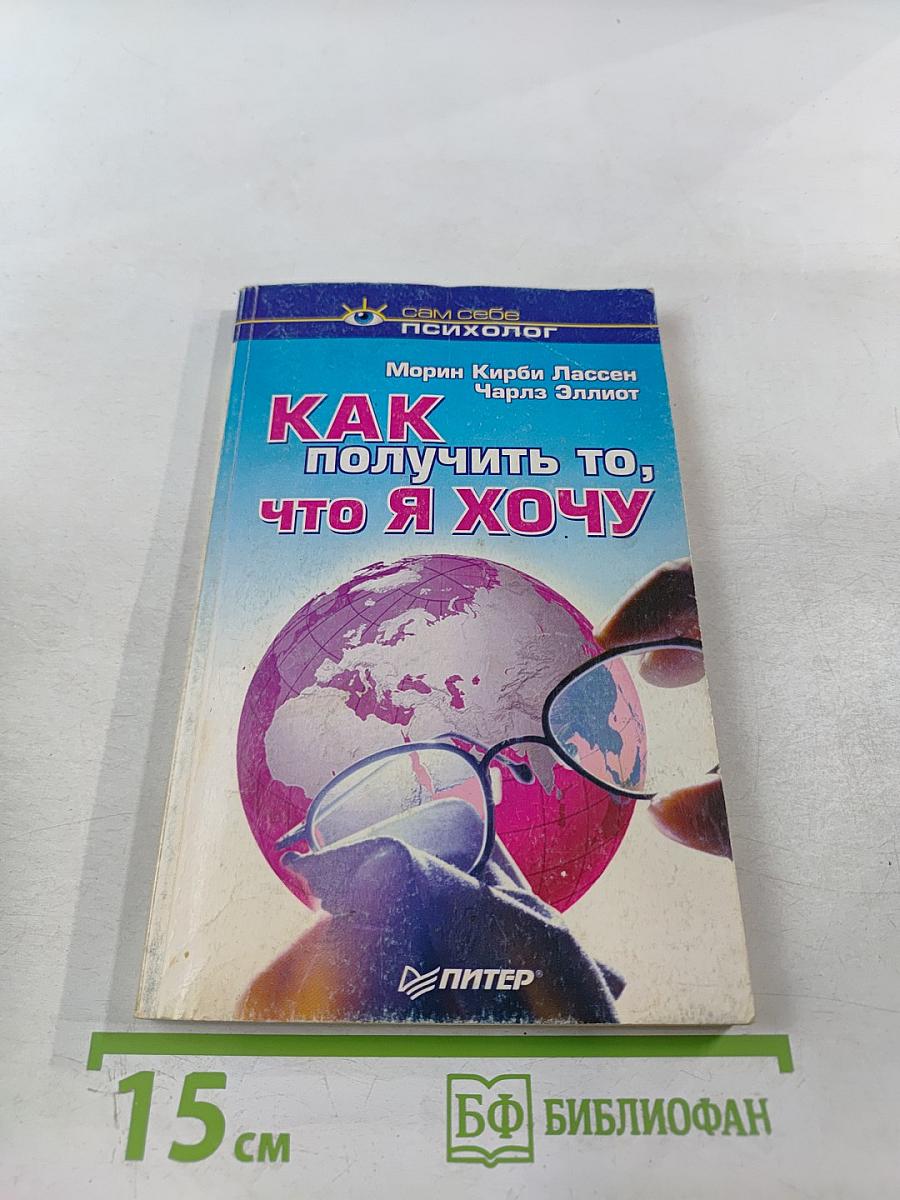 сам себе
ПСИХОЛОГ
Морин Кирби Лассен
Чарлз Эллиот
КАК
получить то,
что Я ХОЧУ
ПИТЕР®
15 см
БФ БИБЛИОФАН